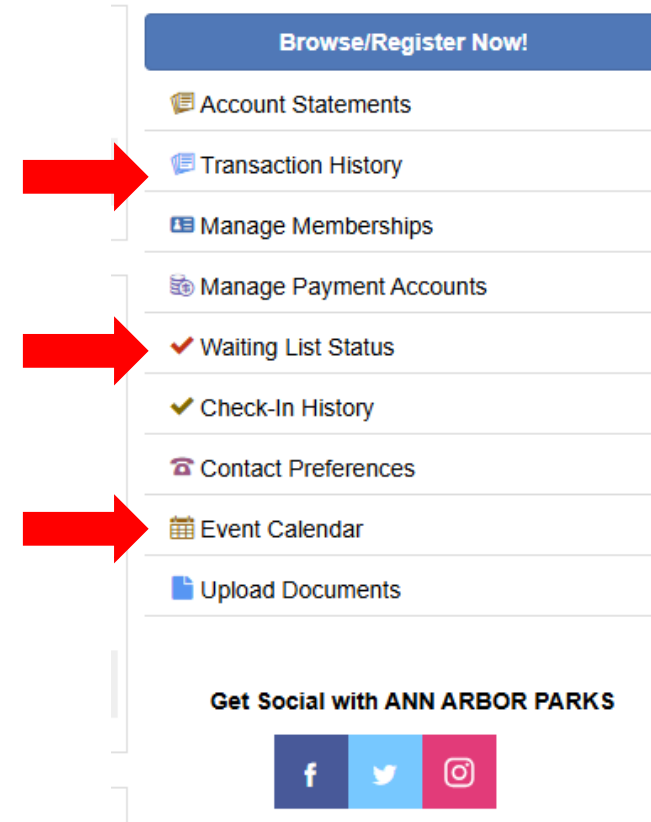 Browse/Register Now!
Account Statements
Transaction History
Manage Memberships
Manage Payment Accounts
Waiting List Status
Check-In History
Contact Preferences
Event Calendar
Upload Documents
Get Social with ANN ARBOR PARKS